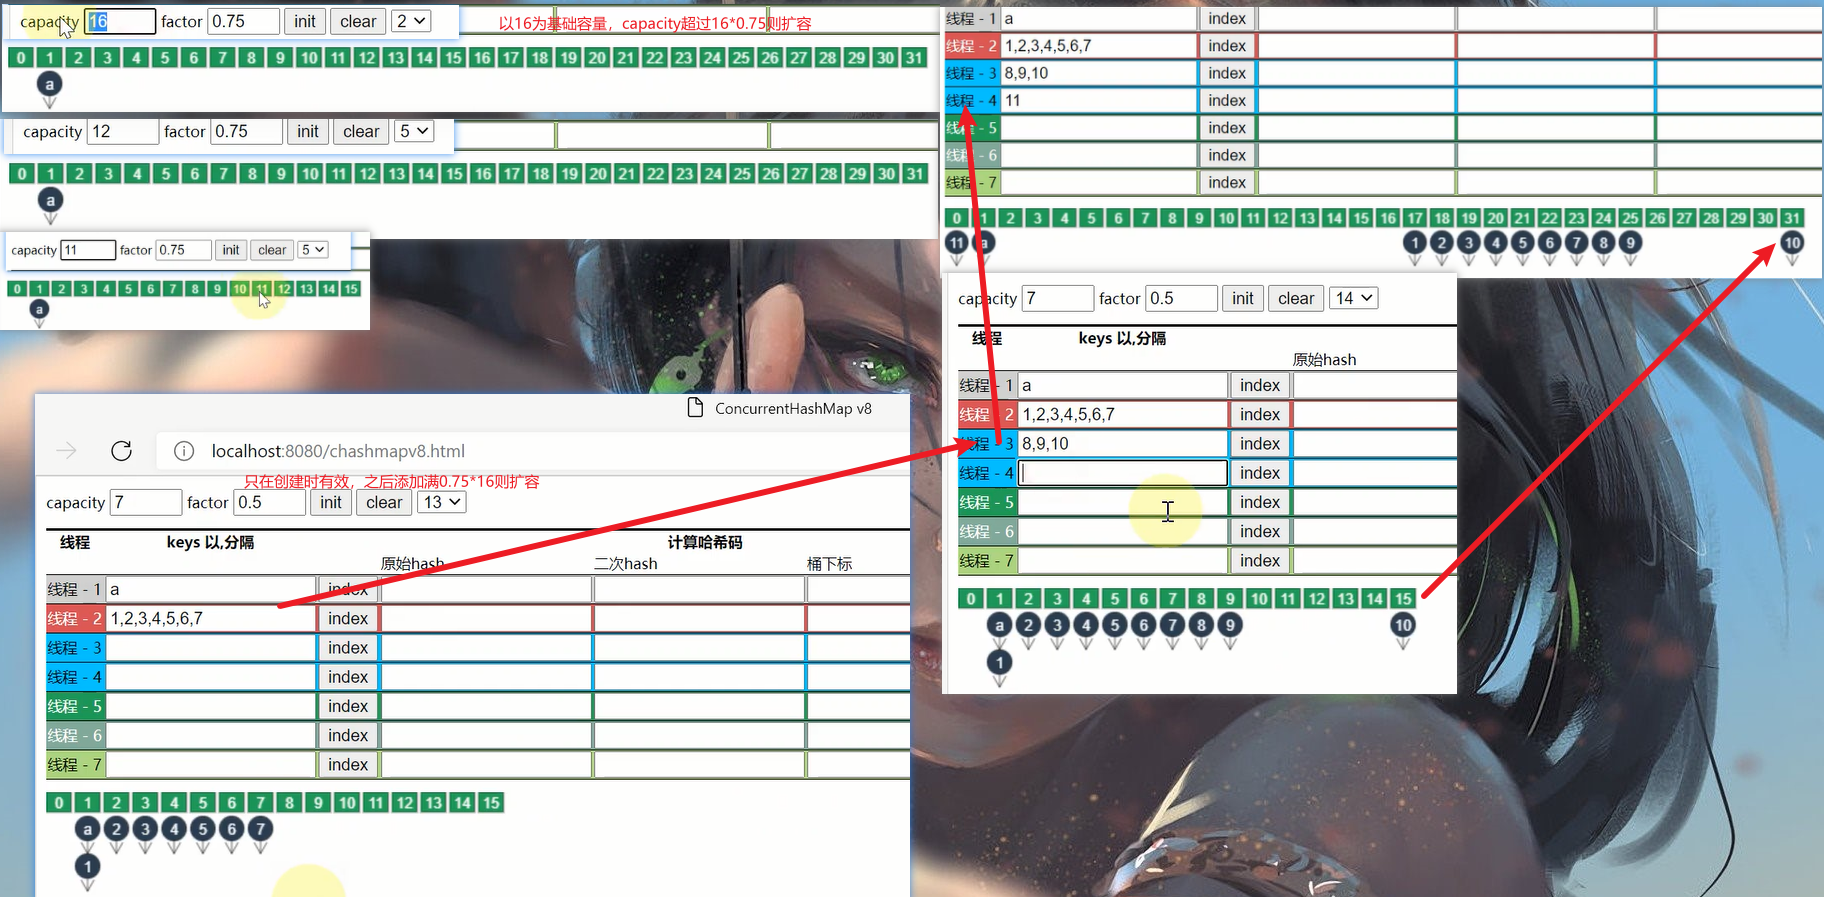 capacity 16 factor 0.75 init clear 2
以16为基础容量，capacity超过16*0.75则扩容
0 1 2 3 4 5 6 7 8 9 10 11 12 13 14 15 16 17 18 19 20 21 22 23 24 25 26 27 28 29 30 31
a
capacity 12 factor 0.75 init clear 5
0 1 2 3 4 5 6 7 8 9 10 11 12 13 14 15 16 17 18 19 20 21 22 23 24 25 26 27 28 29 30 31
a
capacity 11 factor 0.75 init clear 5
0 1 2 3 4 5 6 7 8 9 10 11 12 13 14 15
a
ConcurrentHashMap v8
localhost:8080/chashmapv8.html
只在创建时有效，之后添加满0.75*16则扩容
capacity 7 factor 0.5 init clear 13
线程 keys 以,分隔 计算哈希码
原始hash 二次hash 桶下标
线程 - 1 a index
线程 - 2 1,2,3,4,5,6,7 index
线程 - 3 index
线程 - 4 index
线程 - 5 index
线程 - 6 index
线程 - 7 index
0 1 2 3 4 5 6 7 8 9 10 11 12 13 14 15
a 2 3 4 5 6 7
1
线程 - 1 a index
线程 - 2 1,2,3,4,5,6,7 index
线程 - 3 8,9,10 index
线程 - 4 11 index
线程 - 5 index
线程 - 6 index
线程 - 7 index
0 1 2 3 4 5 6 7 8 9 10 11 12 13 14 15 16 17 18 19 20 21 22 23 24 25 26 27 28 29 30 31
11 a 1 2 3 4 5 6 7 8 9 10
capacity 7 factor 0.5 init clear 14
线程 keys 以,分隔
原始hash
线程 - 1 a index
线程 - 2 1,2,3,4,5,6,7 index
线程 - 3 8,9,10 index
线程 - 4 index
线程 - 5 index
线程 - 6 index
线程 - 7 index
0 1 2 3 4 5 6 7 8 9 10 11 12 13 14 15
a 2 3 4 5 6 7 8 9 10
1